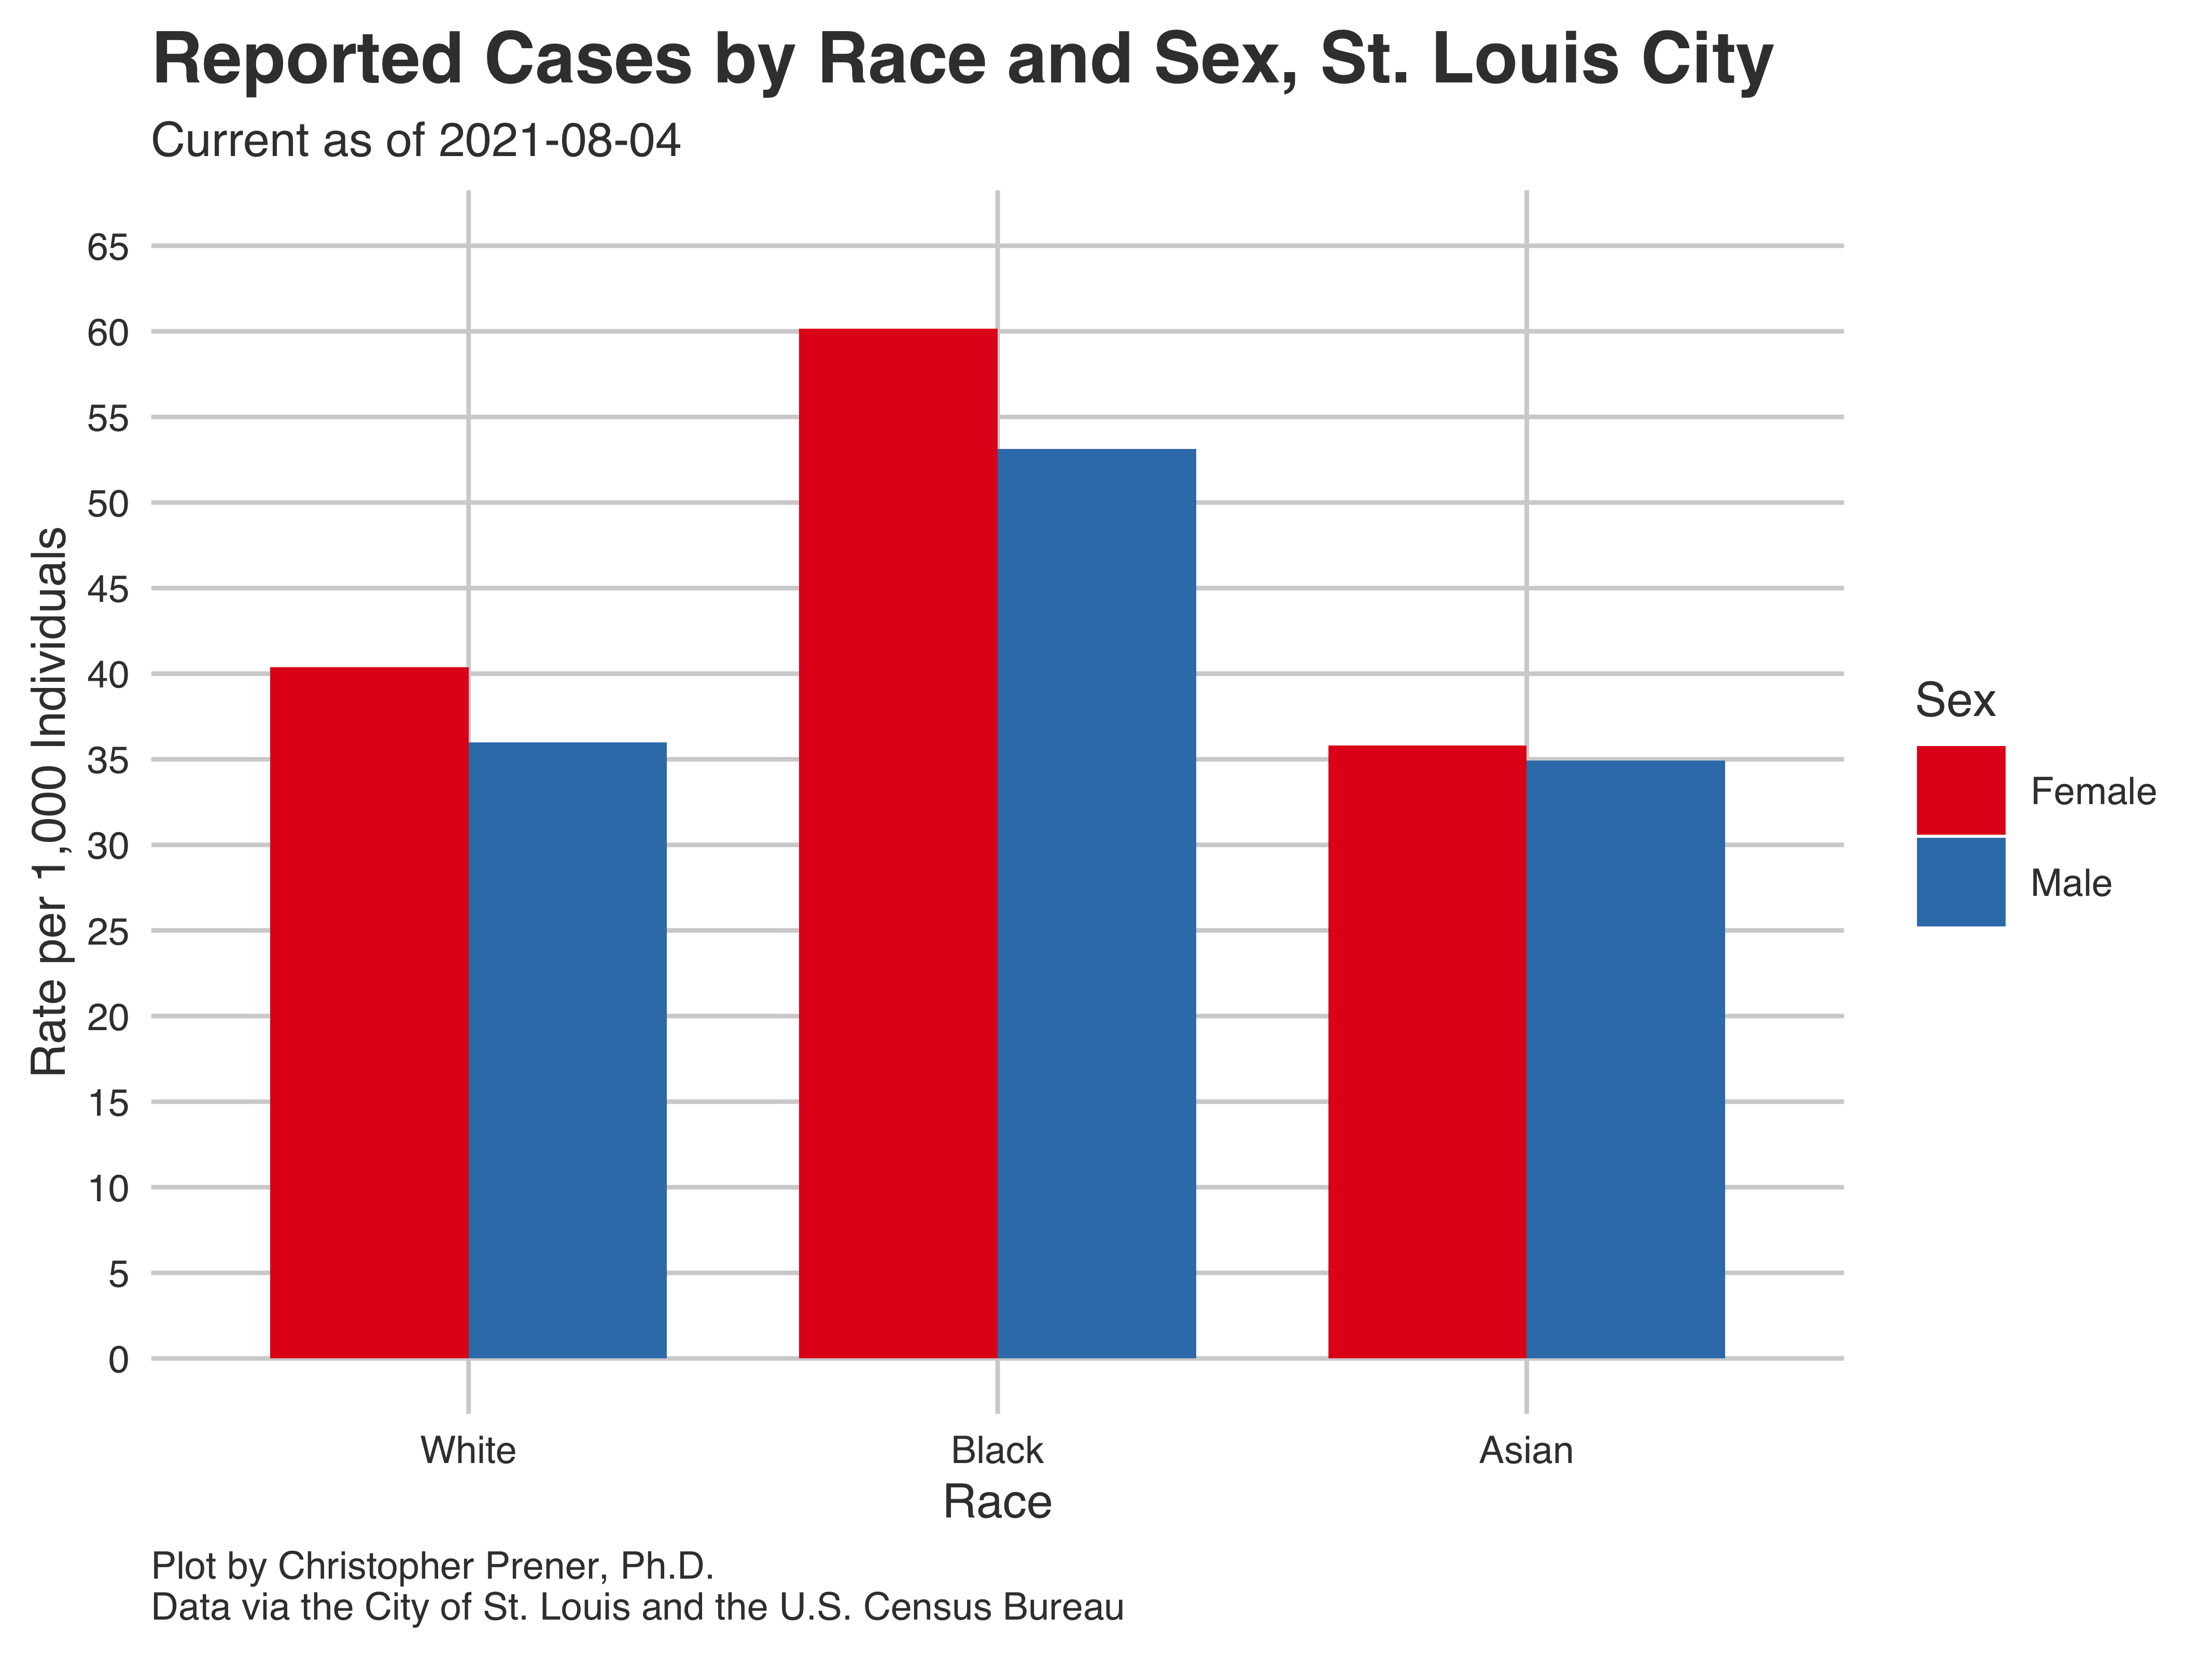 Reported Cases by Race and Sex, St. Louis City
Current as of 2021-08-04
Rate per 1,000 Individuals
65
60
55
50
45
40
35
30
25
20
15
10
5
0
White
Black
Asian
Race
Sex
Female
Male
Plot by Christopher Prener, Ph.D.
Data via the City of St. Louis and the U.S. Census Bureau